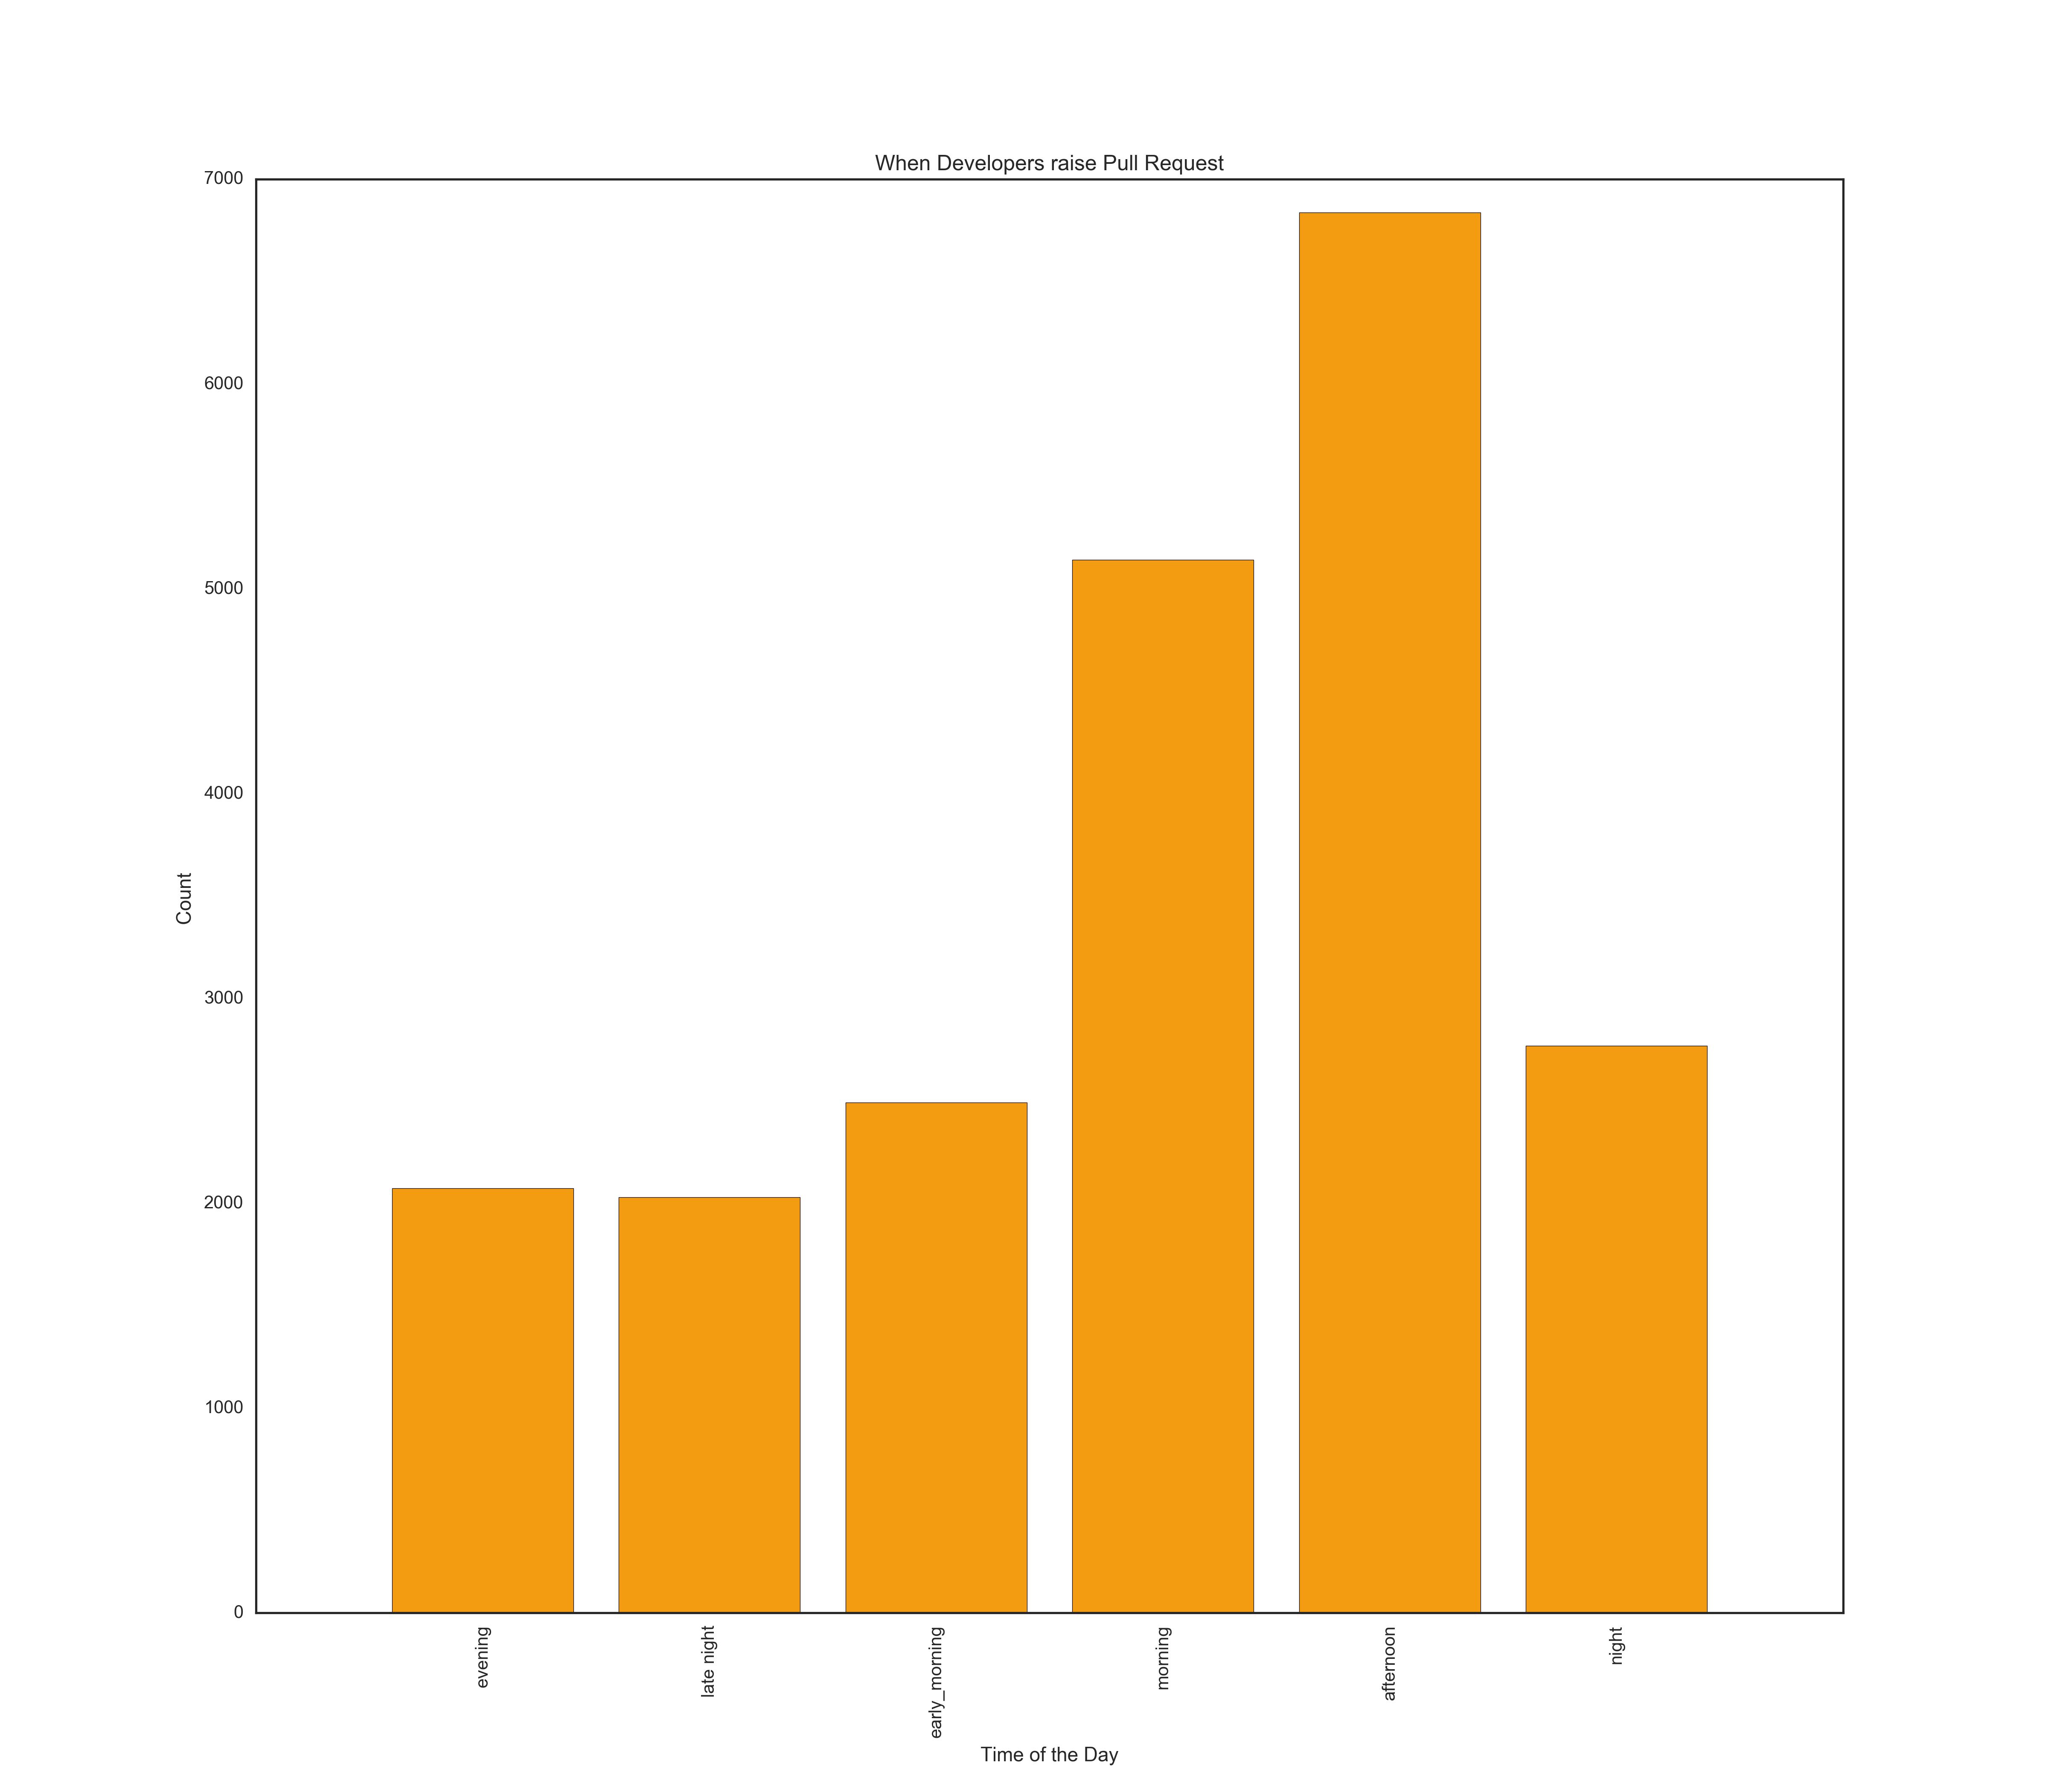 When Developers raise Pull Request
7000
6000
5000
4000
3000
2000
1000
0
Count
evening
late night
early_morning
morning
afternoon
night
Time of the Day